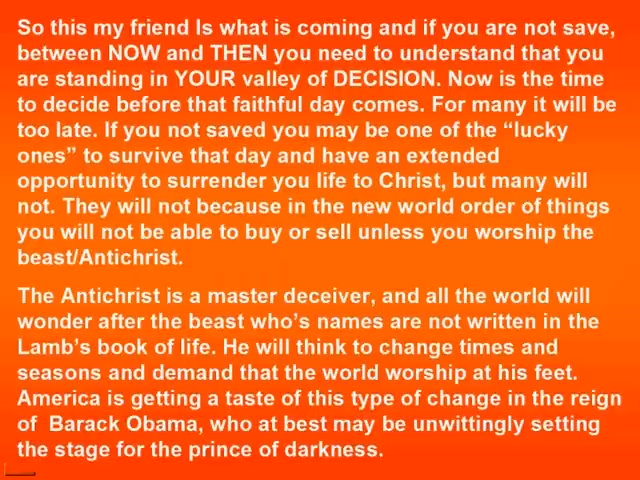 So this my friend Is what is coming and if you are not save,
between NOW and THEN you need to understand that you
are standing in YOUR valley of DECISION. Now is the time
to decide before that faithful day comes. For many it will be
too late. If you not saved you may be one of the “lucky
ones” to survive that day and have an extended
opportunity to surrender you life to Christ, but many will
not. They will not because in the new world order of things
you will not be able to buy or sell unless you worship the
beast/Antichrist.
The Antichrist is a master deceiver, and all the world will
wonder after the beast who’s names are not written in the
Lamb’s book of life. He will think to change times and
seasons and demand that the world worship at his feet.
America is getting a taste of this type of change in the reign
of  Barack Obama, who at best may be unwittingly setting
the stage for the prince of darkness.